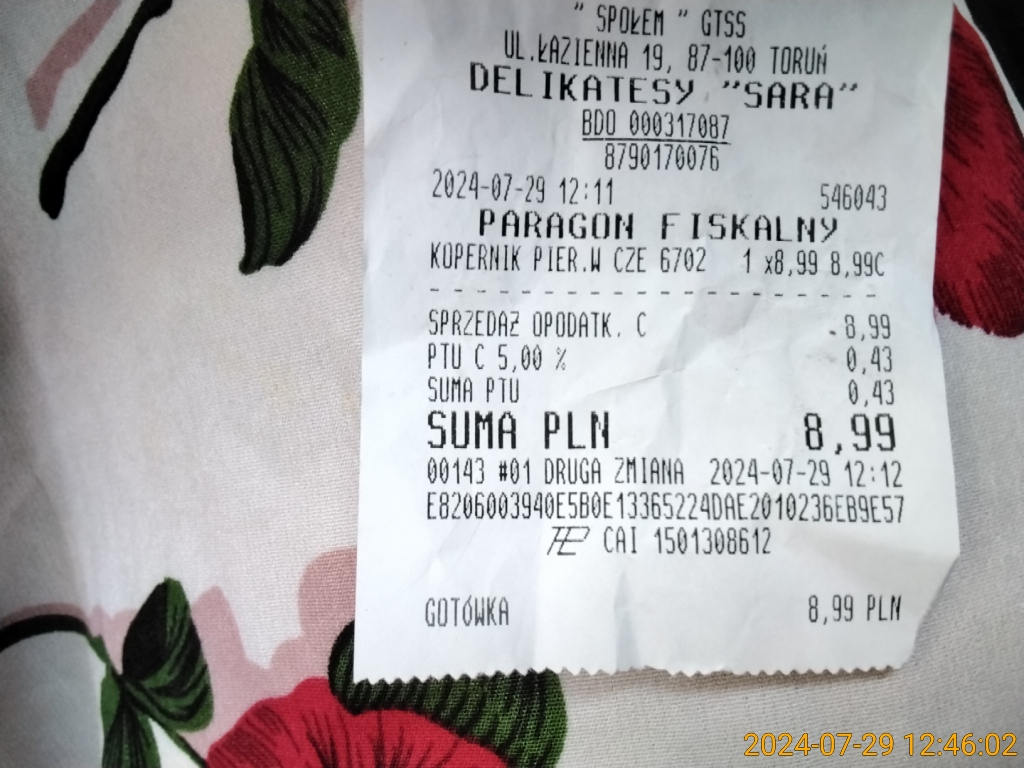 " SPOŁEM " GTSS
UL.ŁAZIENNA 19, 87-100 TORUŃ
DELIKATESY "SARA"
BDO 000317087
8790170076
2024-07-29 12:11 546043
PARAGON FISKALNY
KOPERNIK PIER.W CZE 6702 1 x8,99 8,99C
SPRZEDAŻ OPODATK. C 8,99
PTU C 5,00 % 0,43
SUMA PTU 0,43
SUMA PLN 8,99
00143 #01 DRUGA ZMIANA 2024-07-29 12:12
E8206003940E5B0E13365224DAE2010236EB9E57
CAI 1501308612
GOTÓWKA 8,99 PLN
2024-07-29 12:46:02